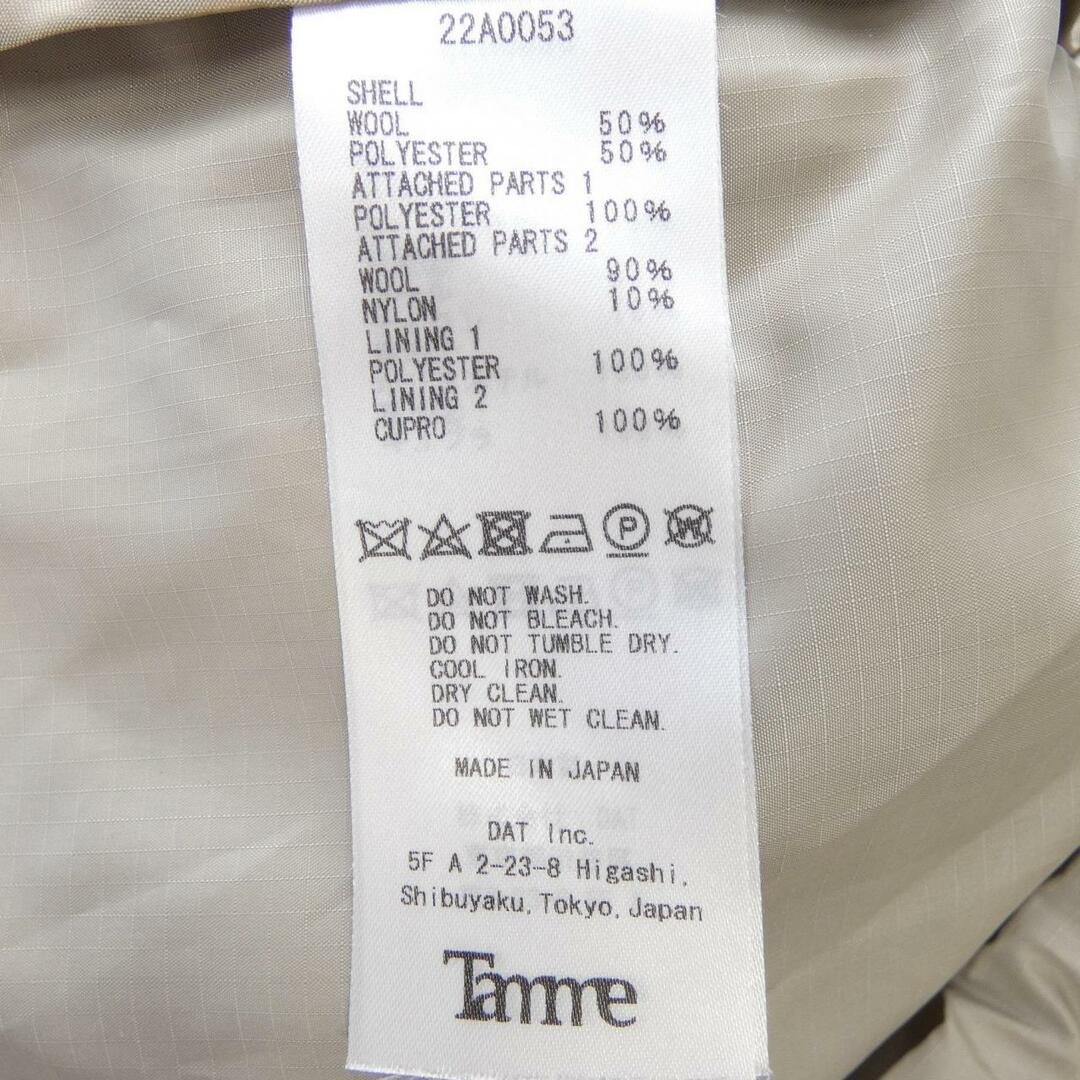 22A0053
SHELL
WOOL 50%
POLYESTER 50%
ATTACHED PARTS 1
POLYESTER 100%
ATTACHED PARTS 2
WOOL 90%
NYLON 10%
LINING 1
POLYESTER 100%
LINING 2
CUPRO 100%
P W
DO NOT WASH.
DO NOT BLEACH.
DO NOT TUMBLE DRY.
COOL IRON.
DRY CLEAN.
DO NOT WET CLEAN.
MADE IN JAPAN
DAT Inc.
5F A 2-23-8 Higashi,
Shibuyaku, Tokyo, Japan
Tamme